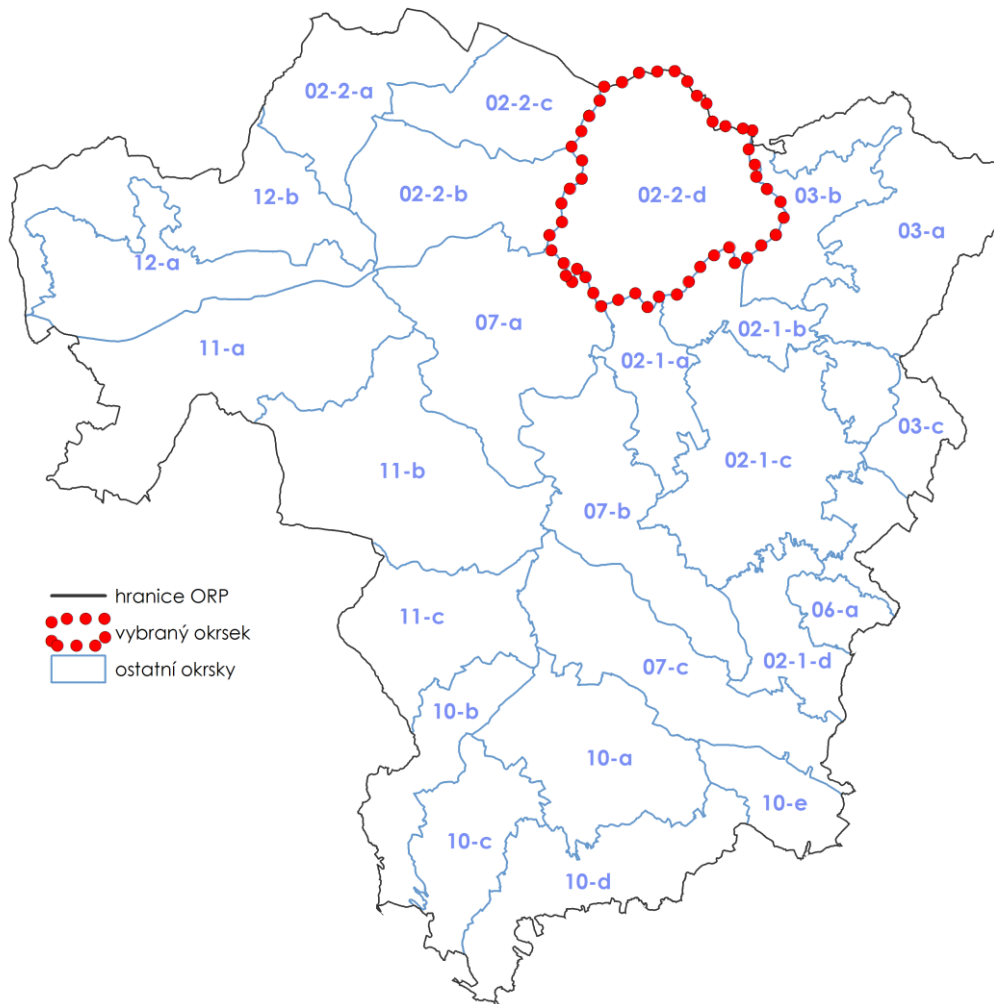 02-2-a
02-2-c
02-2-b
02-2-d
12-b
03-b
03-a
12-a
07-a
11-a
02-1-b
02-1-a
03-c
11-b
02-1-c
07-b
hranice ORP
vybraný okrsek
ostatní okrsky
11-c
06-a
07-c
02-1-d
10-b
10-a
10-e
10-c
10-d